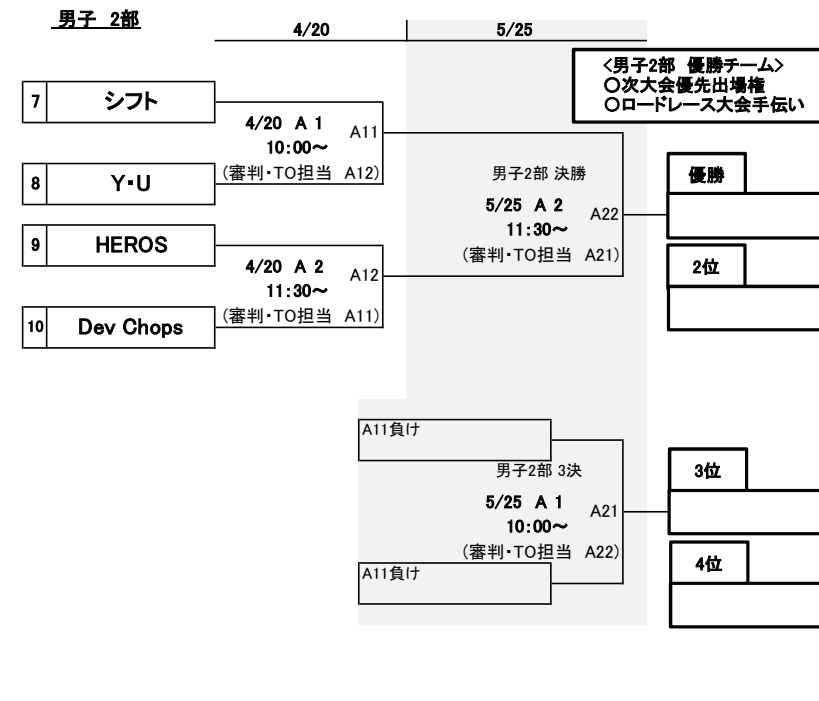 男子 2部
4/20 5/25
<男子2部 優勝チーム>
○次大会優先出場権
○ロードレース大会手伝い
7 シフト
4/20 A 1
A11
10:00～
(審判・TO担当 A12)
8 Y・U
男子2部 決勝
優勝
5/25 A 2
A22
11:30～
(審判・TO担当 A21)
9 HEROS
4/20 A 2
A12
11:30～
(審判・TO担当 A11)
2位
10 Dev Chops
A11負け
男子2部 3決
3位
5/25 A 1
A21
10:00～
(審判・TO担当 A22)
A11負け
4位